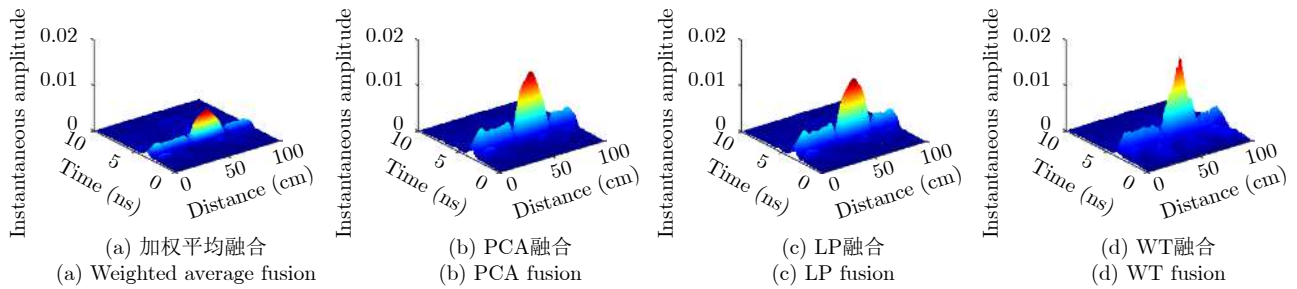 Instantaneous amplitude
0.02
0.01
0
10
5
0
Time (ns)
0
50
100
Distance (cm)
(a) 加权平均融合
(a) Weighted average fusion
Instantaneous amplitude
0.02
0.01
0
10
5
0
Time (ns)
0
50
100
Distance (cm)
(b) PCA融合
(b) PCA fusion
Instantaneous amplitude
0.02
0.01
0
10
5
0
Time (ns)
0
50
100
Distance (cm)
(c) LP融合
(c) LP fusion
Instantaneous amplitude
0.02
0.01
0
10
5
0
Time (ns)
0
50
100
Distance (cm)
(d) WT融合
(d) WT fusion